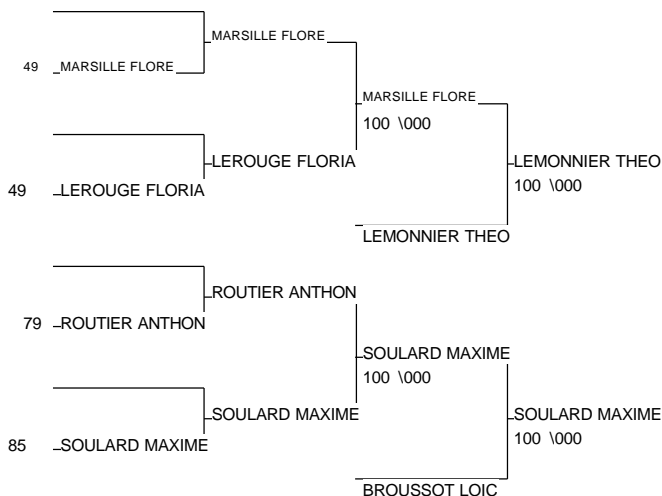 MARSILLE FLORE
49 MARSILLE FLORE
MARSILLE FLORE
100 \000
LEROUGE FLORIA
LEMONNIER THEO
100 \000
49 LEROUGE FLORIA
LEMONNIER THEO
ROUTIER ANTHON
79 ROUTIER ANTHON
SOULARD MAXIME
100 \000
SOULARD MAXIME
SOULARD MAXIME
100 \000
85 SOULARD MAXIME
BROUSSOT LOIC